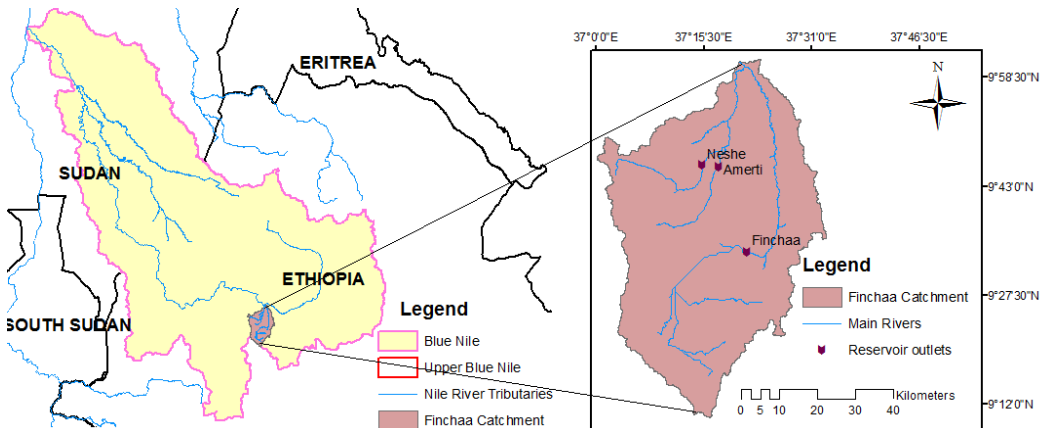 ERITREA
SUDAN
ETHIOPIA
SOUTH SUDAN
Legend
Blue Nile
Upper Blue Nile
Nile River Tributaries
Finchaa Catchment
37°0'0"E
37°15'30"E
37°31'0"E
37°46'30"E
N
9°58'30"N
9°43'0"N
9°27'30"N
9°12'0"N
Neshe
Amerti
Finchaa
Legend
Finchaa Catchment
Main Rivers
Reservoir outlets
Kilometers
0 5 10 20 30 40